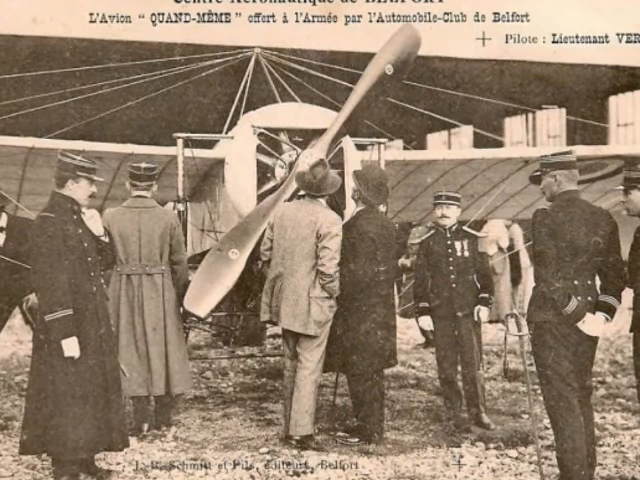 Centre Aéronautique de BELFORT
L'Avion " QUAND-MÊME " offert à l'Armée par l'Automobile-Club de Belfort
+ Pilote : Lieutenant VER
J.-B. Schmitt et Fils, éditeurs, Belfort